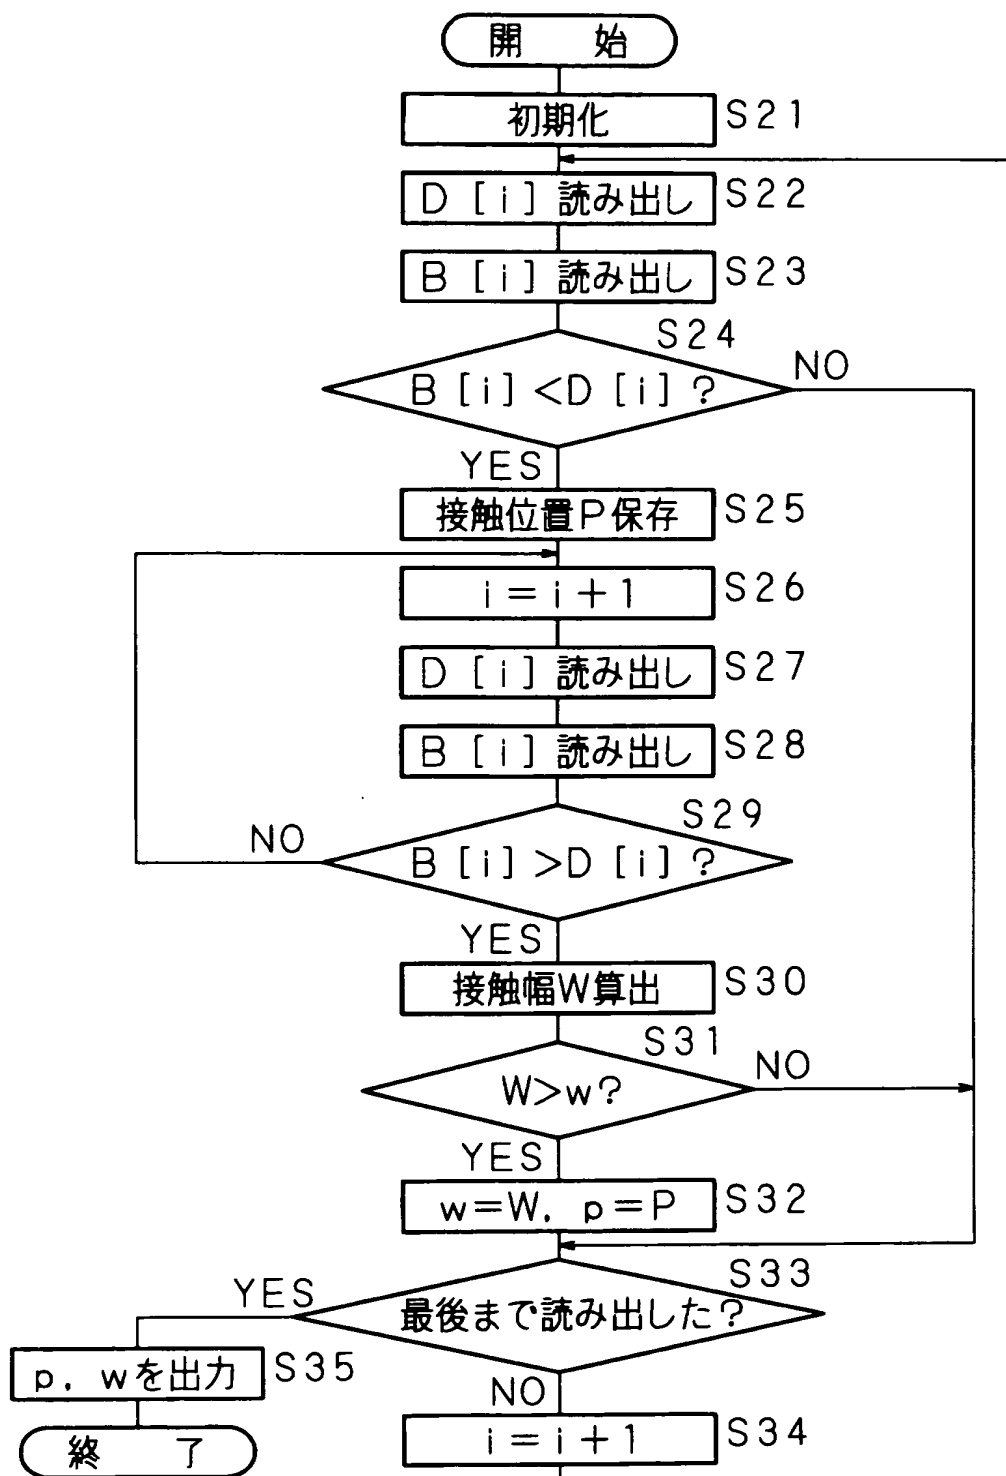 開 始
初期化 S21
D [i] 読み出し S22
B [i] 読み出し S23
S24
B [i] <D [i] ? NO
YES
接触位置P保存 S25
i=i+1 S26
D [i] 読み出し S27
B [i] 読み出し S28
S29
NO B [i] >D [i] ?
YES
接触幅W算出 S30
S31
W>w? NO
YES
w=W, p=P S32
S33
YES 最後まで読み出した?
p, wを出力 S35
NO
i=i+1 S34
終 了